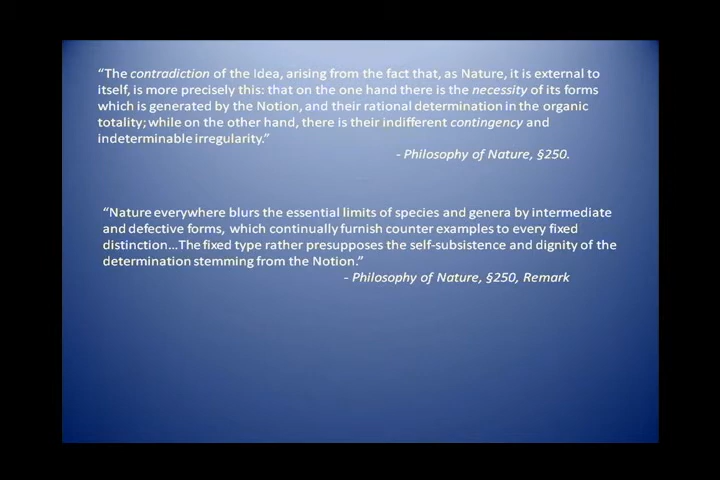 “The contradiction of the Idea, arising from the fact that, as Nature, it is external to
itself, is more precisely this: that on the one hand there is the necessity of its forms
which is generated by the Notion, and their rational determination in the organic
totality; while on the other hand, there is their indifferent contingency and
indeterminable irregularity.”
- Philosophy of Nature, §250.
“Nature everywhere blurs the essential limits of species and genera by intermediate
and defective forms, which continually furnish counter examples to every fixed
distinction…The fixed type rather presupposes the self-subsistence and dignity of the
determination stemming from the Notion.”
- Philosophy of Nature, §250, Remark